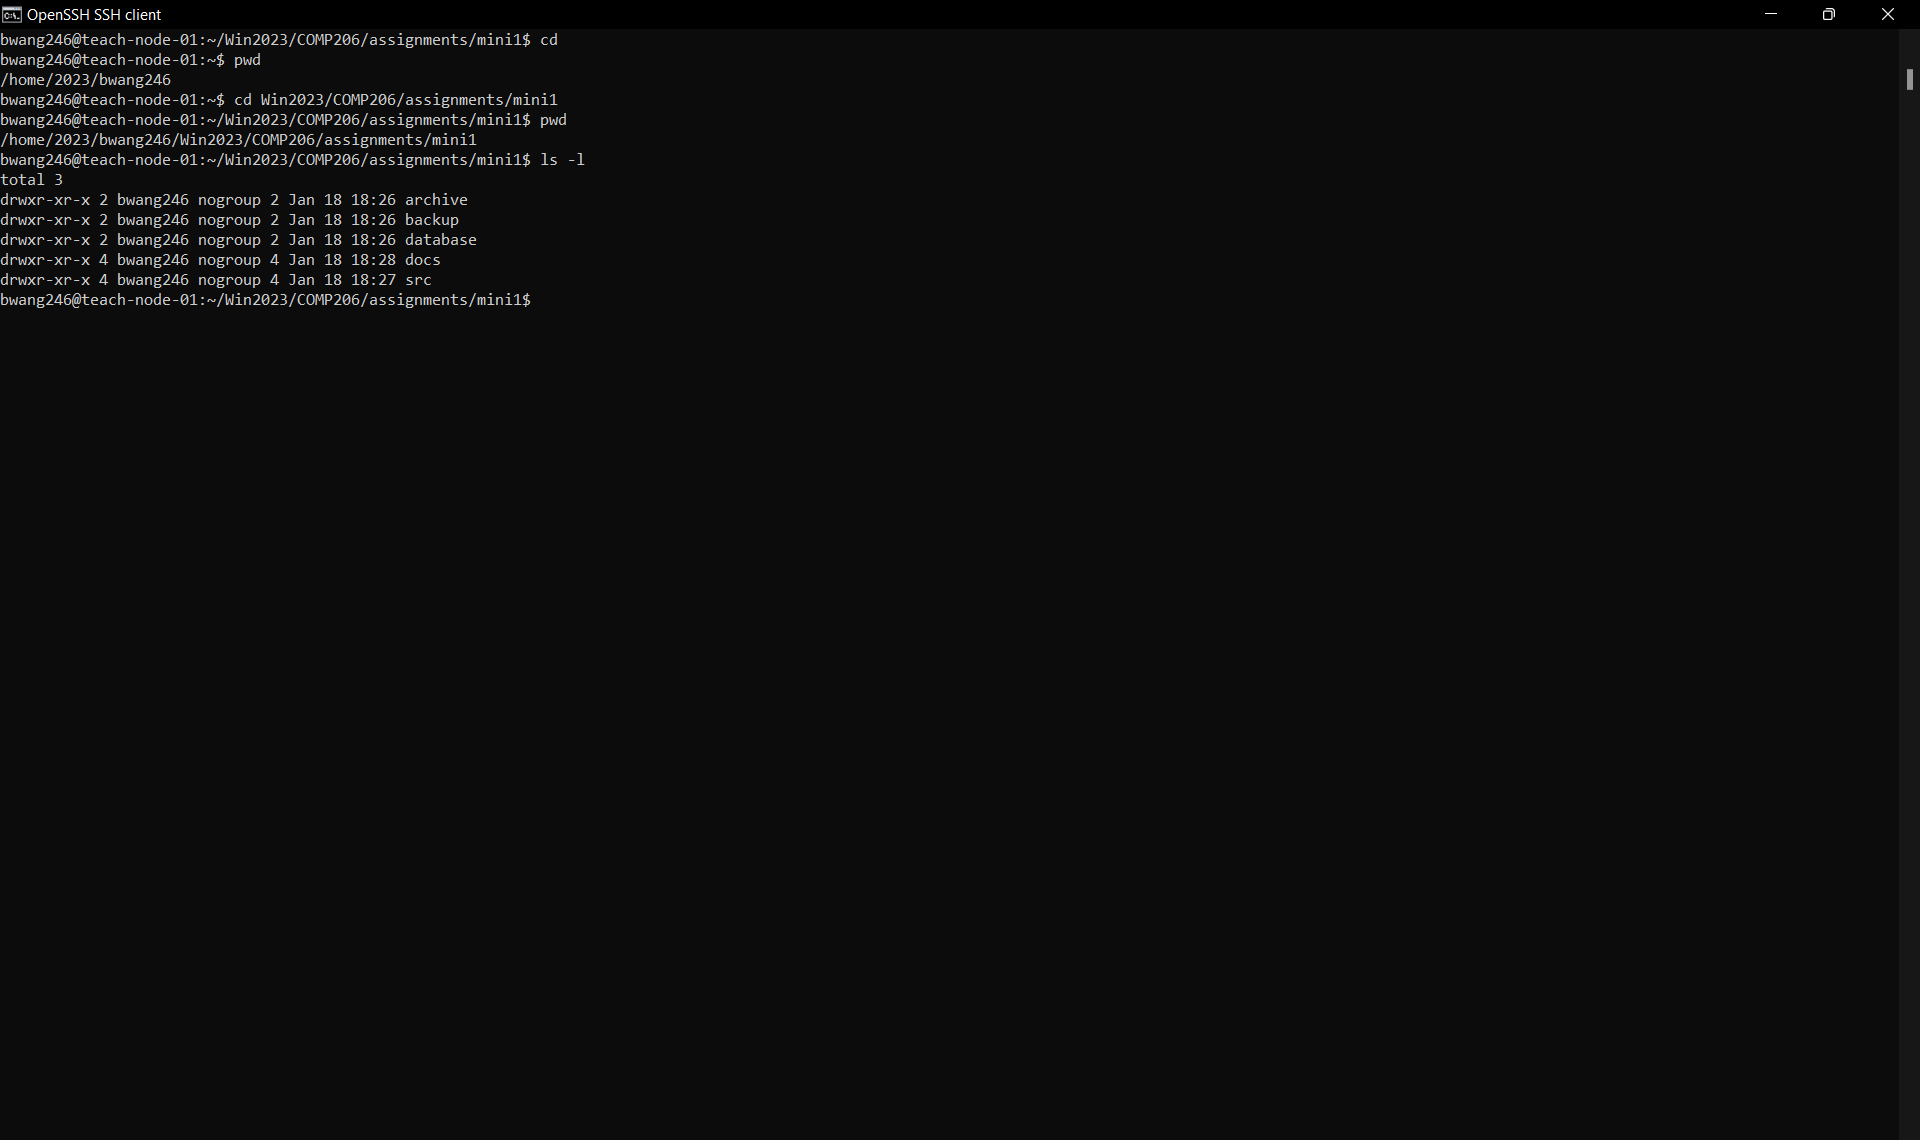 OpenSSH SSH client
bwang246@teach-node-01:~/Win2023/COMP206/assignments/mini1$ cd
bwang246@teach-node-01:~$ pwd
/home/2023/bwang246
bwang246@teach-node-01:~$ cd Win2023/COMP206/assignments/mini1
bwang246@teach-node-01:~/Win2023/COMP206/assignments/mini1$ pwd
/home/2023/bwang246/Win2023/COMP206/assignments/mini1
bwang246@teach-node-01:~/Win2023/COMP206/assignments/mini1$ ls -l
total 3
drwxr-xr-x 2 bwang246 nogroup 2 Jan 18 18:26 archive
drwxr-xr-x 2 bwang246 nogroup 2 Jan 18 18:26 backup
drwxr-xr-x 2 bwang246 nogroup 2 Jan 18 18:26 database
drwxr-xr-x 4 bwang246 nogroup 4 Jan 18 18:28 docs
drwxr-xr-x 4 bwang246 nogroup 4 Jan 18 18:27 src
bwang246@teach-node-01:~/Win2023/COMP206/assignments/mini1$